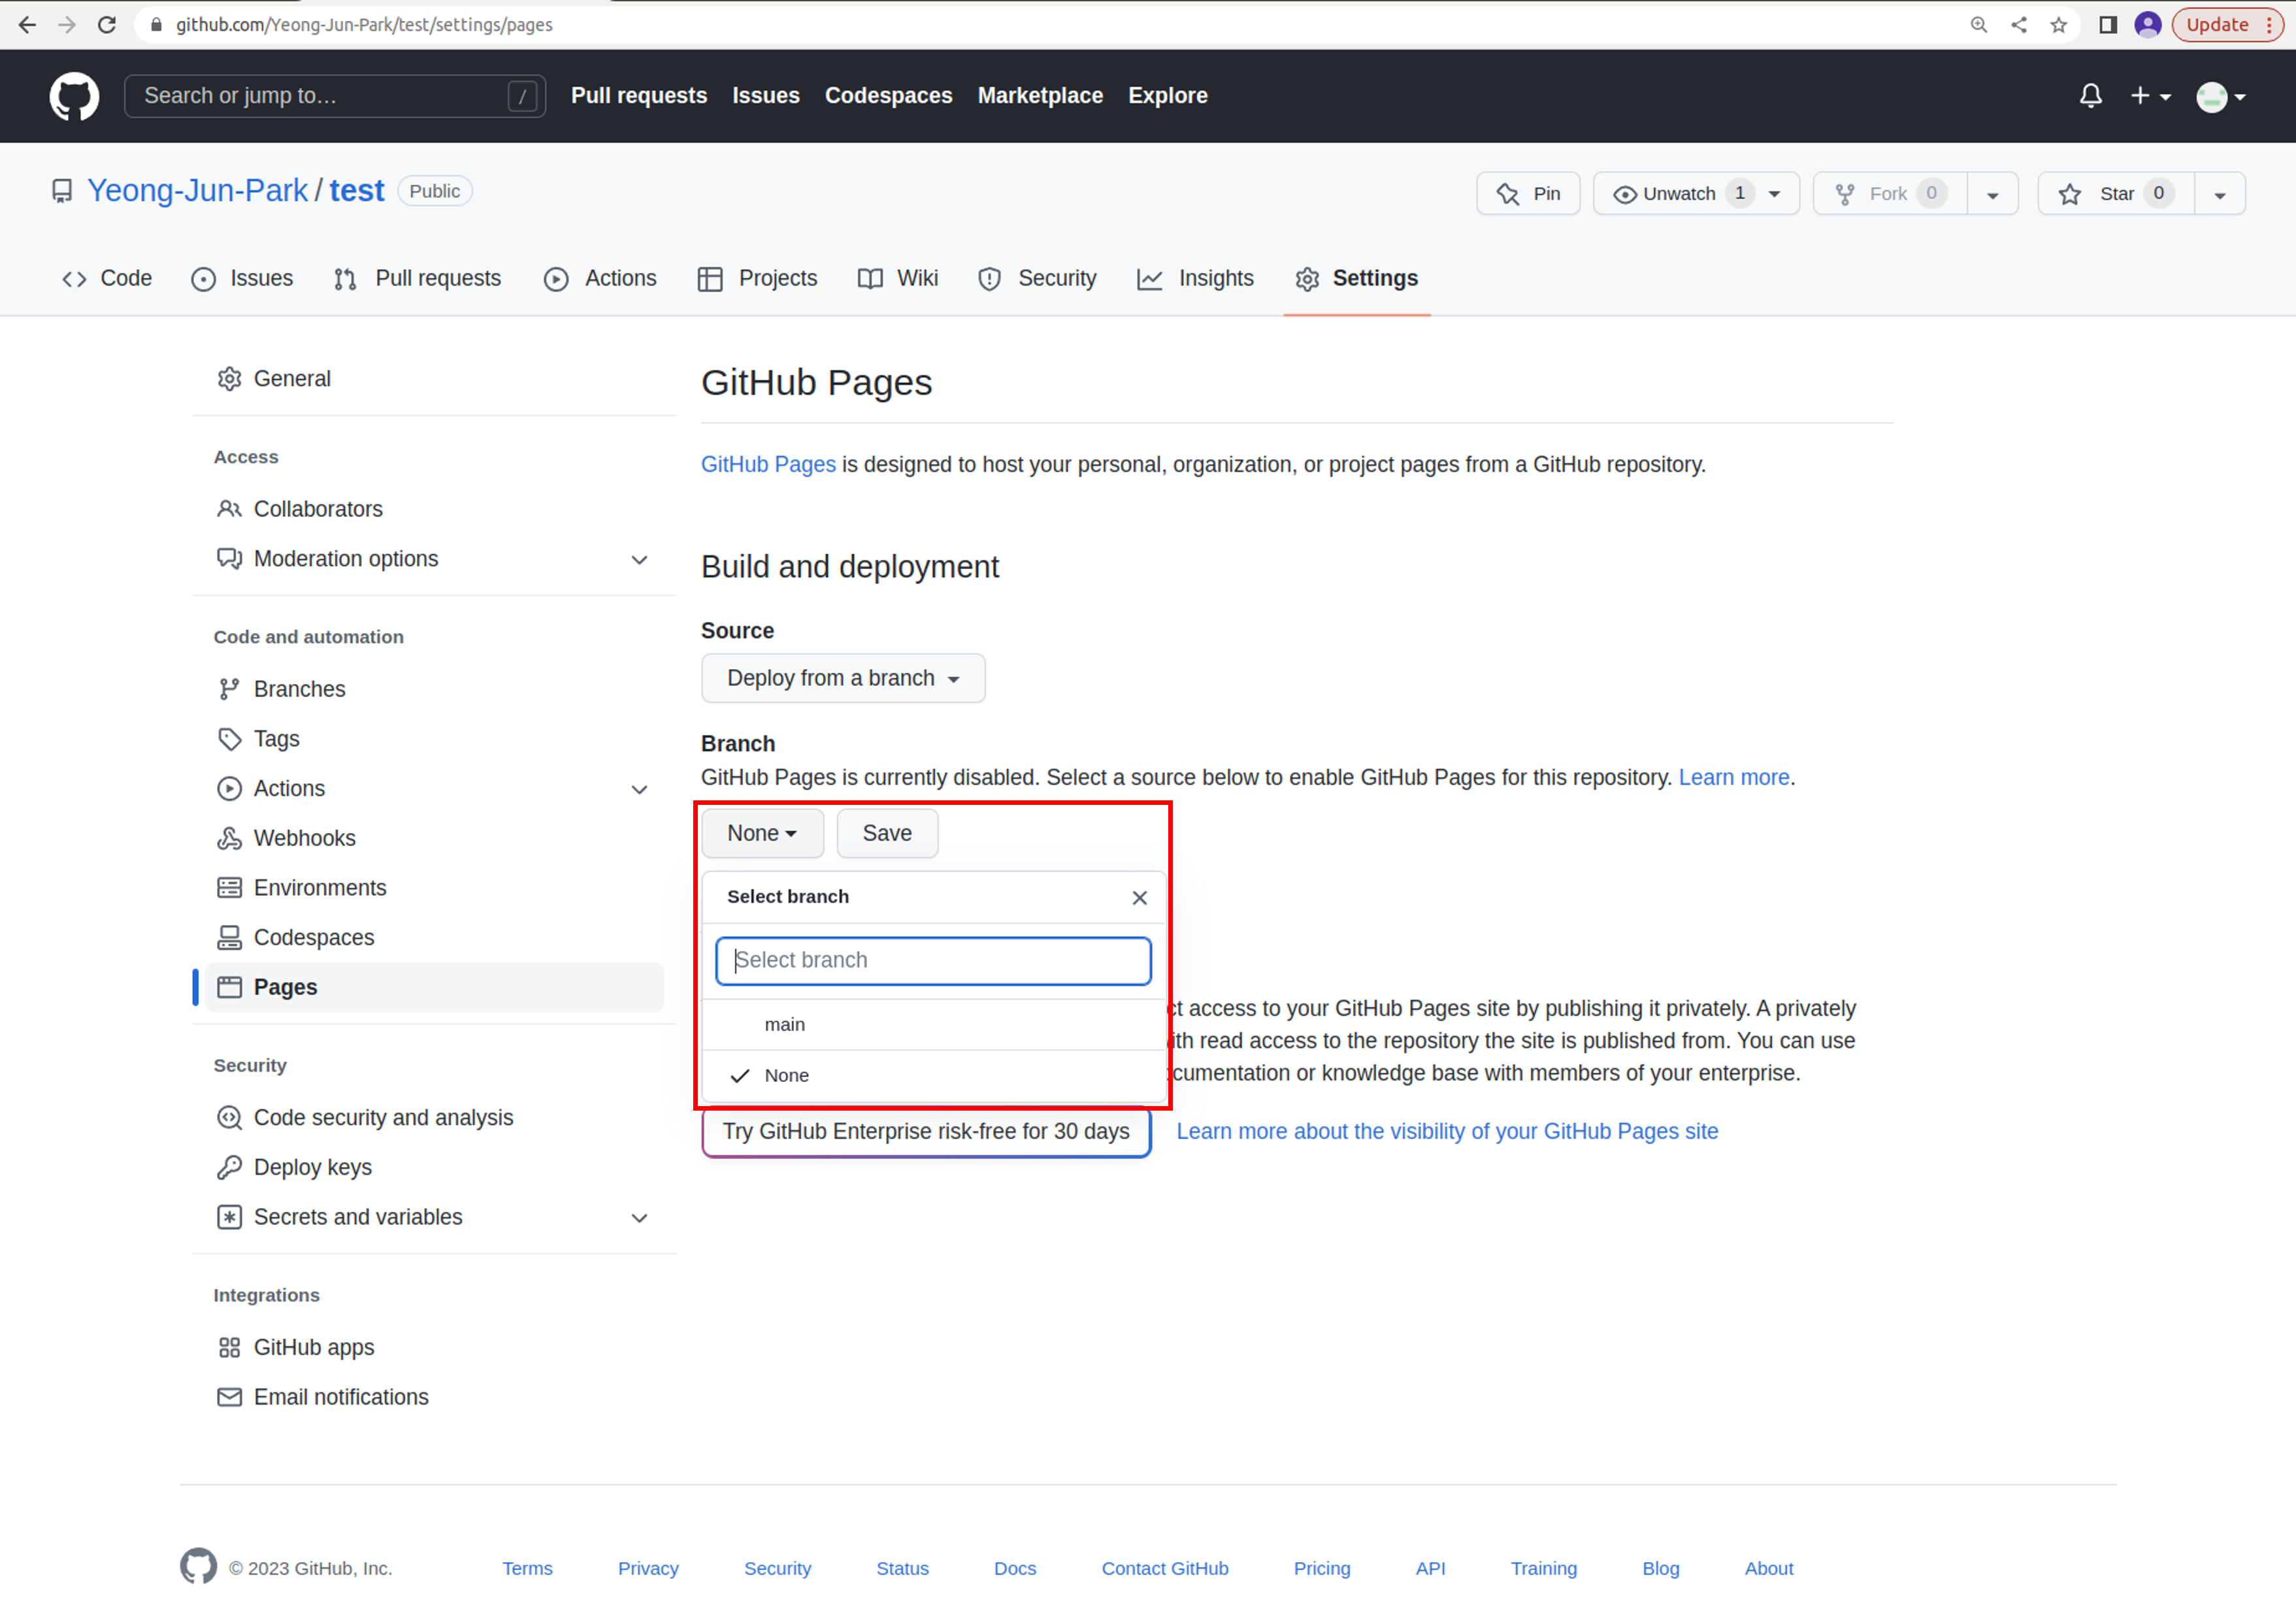 github.com/Yeong-Jun-Park/test/settings/pages
Update
Search or jump to…
/
Pull requests
Issues
Codespaces
Marketplace
Explore
Yeong-Jun-Park / test
Public
Pin
Unwatch 1
Fork 0
Star 0
Code
Issues
Pull requests
Actions
Projects
Wiki
Security
Insights
Settings
General
Access
Collaborators
Moderation options
Code and automation
Branches
Tags
Actions
Webhooks
Environments
Codespaces
Pages
Security
Code security and analysis
Deploy keys
Secrets and variables
Integrations
GitHub apps
Email notifications
GitHub Pages
GitHub Pages is designed to host your personal, organization, or project pages from a GitHub repository.
Build and deployment
Source
Deploy from a branch
Branch
GitHub Pages is currently disabled. Select a source below to enable GitHub Pages for this repository. Learn more.
None
Save
Select branch
Select branch
main
None
access to your GitHub Pages site by publishing it privately. A privately
read access to the repository the site is published from. You can use
or knowledge base with members of your enterprise.
Try GitHub Enterprise risk-free for 30 days
Learn more about the visibility of your GitHub Pages site
© 2023 GitHub, Inc.
Terms
Privacy
Security
Status
Docs
Contact GitHub
Pricing
API
Training
Blog
About